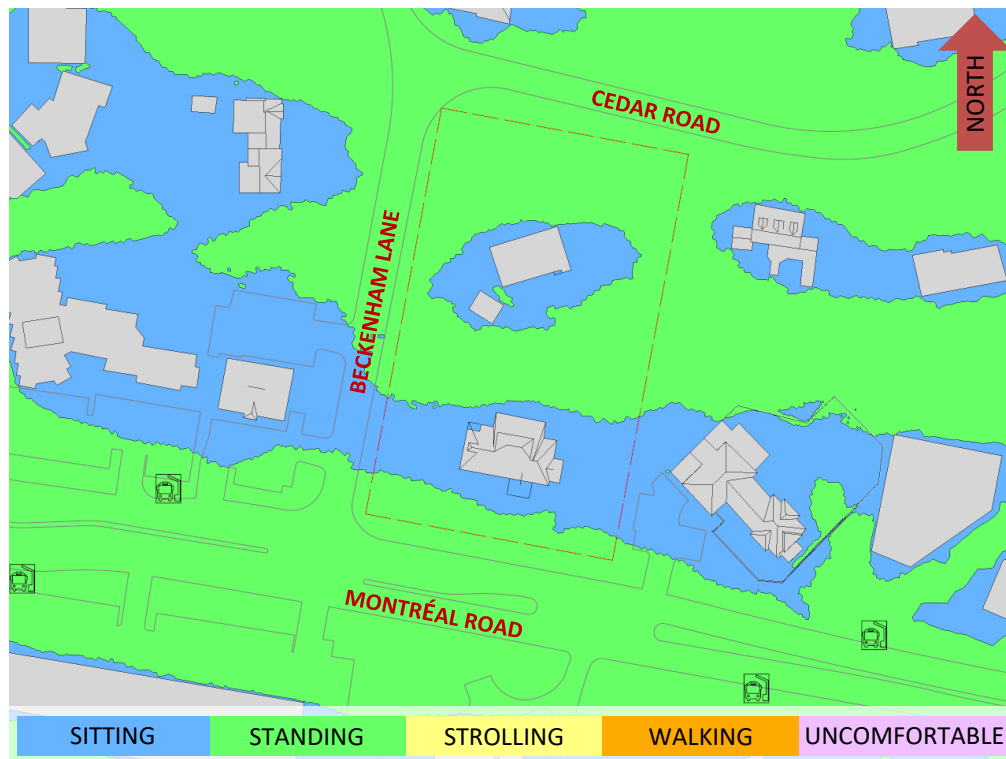 NORTH
CEDAR ROAD
BECKENHAM LANE
MONTRÉAL ROAD
SITTING
STANDING
STROLLING
WALKING
UNCOMFORTABLE